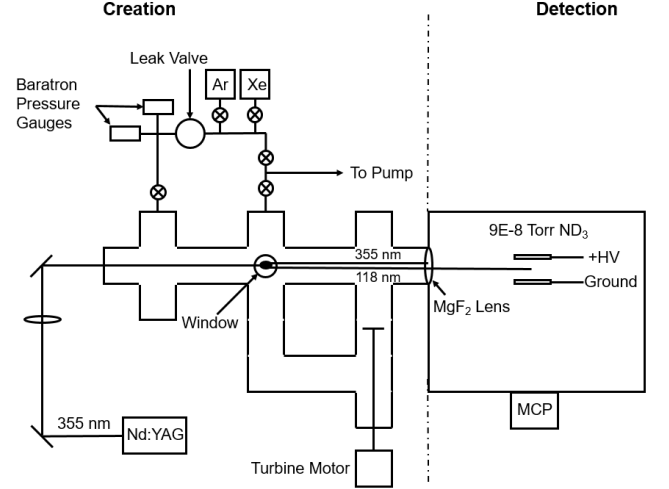 Creation
Detection
Leak Valve
Baratron
Pressure
Gauges
Ar
Xe
To Pump
9E-8 Torr ND₃
355 nm
+HV
118 nm
Ground
MgF₂ Lens
Window
355 nm
Nd:YAG
MCP
Turbine Motor